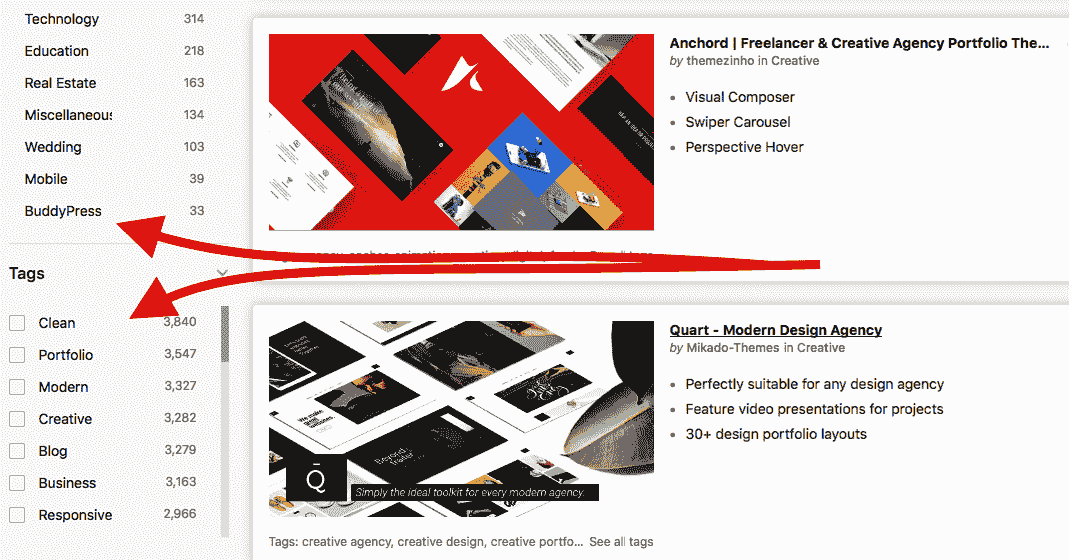 Technology 314
Education 218
Real Estate 163
Miscellaneous 134
Wedding 103
Mobile 39
BuddyPress 33
Tags
Clean 3,840
Portfolio 3,547
Modern 3,327
Creative 3,282
Blog 3,279
Business 3,163
Responsive 2,966
Anchord | Freelancer & Creative Agency Portfolio The...
by themezinho in Creative
Visual Composer
Swiper Carousel
Perspective Hover
Quart - Modern Design Agency
by Mikado-Themes in Creative
Perfectly suitable for any design agency
Feature video presentations for projects
30+ design portfolio layouts
Beyond
Q
Simply the ideal toolkit for every modern agency.
Tags: creative agency, creative design, creative portfo... See all tags